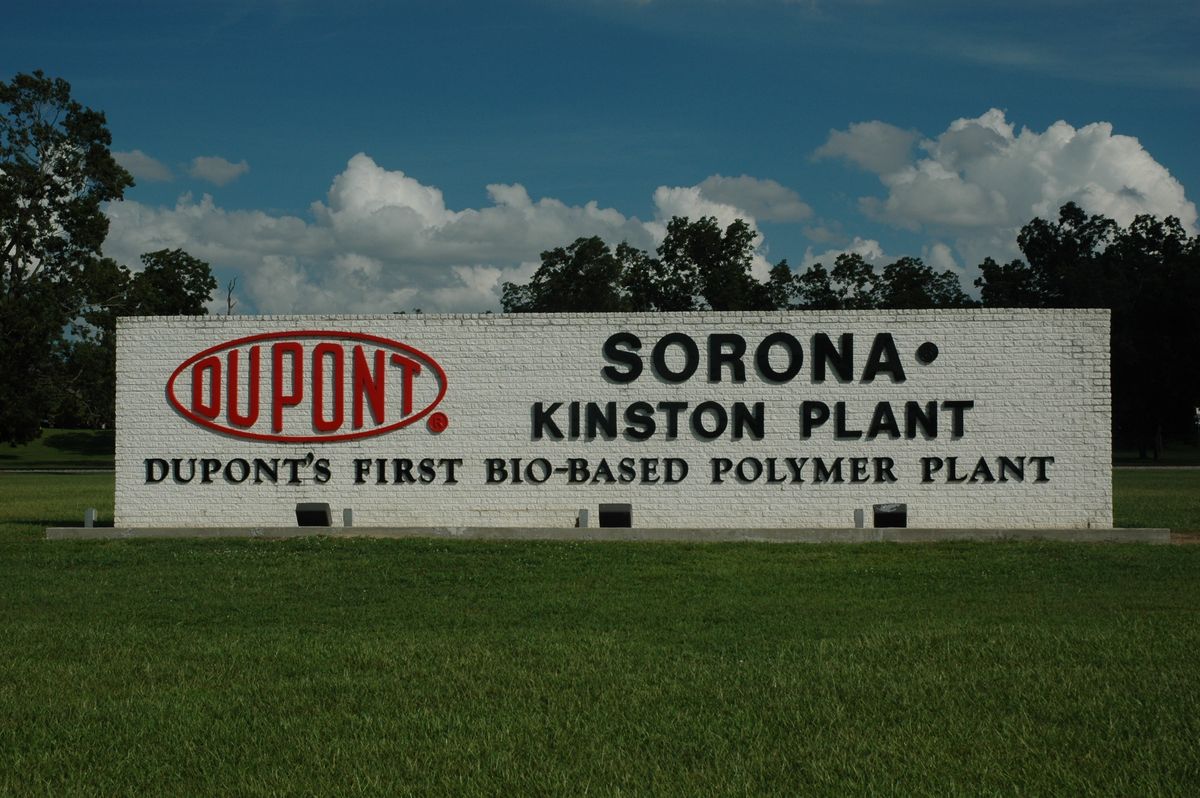 DUPONT®
SORONA®
KINSTON PLANT
DUPONT'S FIRST BIO-BASED POLYMER PLANT